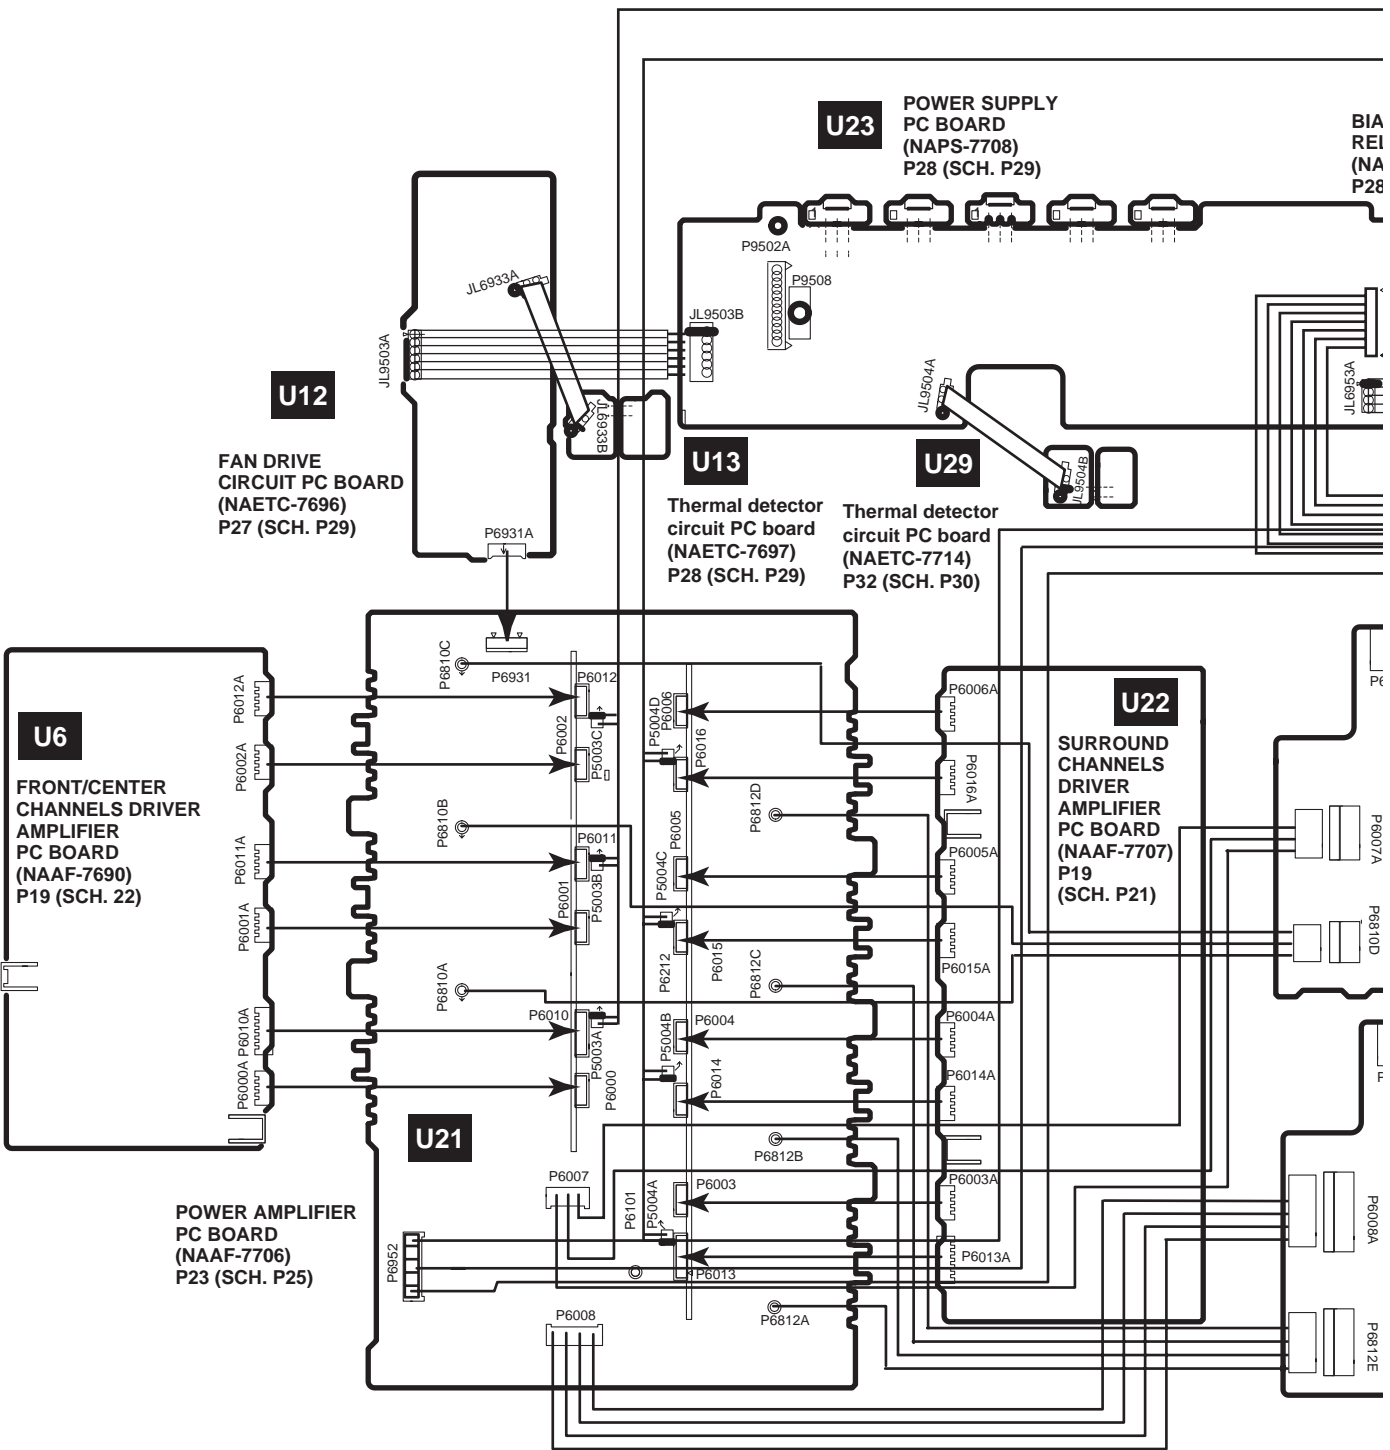 U23
POWER SUPPLY
PC BOARD
(NAPS-7708)
P28 (SCH. P29)
BIA
REL
(NA
P28
P9502A
P9508
JL6933A
JL9503B
JL9503A
JL9504A
JL6953A
U12
JL6933B
U13
U29
JL9504B
FAN DRIVE
CIRCUIT PC BOARD
(NAETC-7696)
P27 (SCH. P29)
Thermal detector
circuit PC board
(NAETC-7697)
P28 (SCH. P29)
Thermal detector
circuit PC board
(NAETC-7714)
P32 (SCH. P30)
P6931A
P6810C
P6931
P6012
P6012A
P6002
P5003C
P5004D
P6006
P6016
P6006A
U22
SURROUND
CHANNELS
DRIVER
AMPLIFIER
PC BOARD
(NAAF-7707)
P19
(SCH. P21)
U6
FRONT/CENTER
CHANNELS DRIVER
AMPLIFIER
PC BOARD
(NAAF-7690)
P19 (SCH. 22)
P6002A
P6016A
P6810B
P6812D
P6011A
P6011
P6001
P5003B
P6005
P5004C
P6005A
P6007A
P6001A
P6810D
P6810A
P6212
P6015
P6812C
P6015A
P6010A
P6010
P5003A
P5004B
P6004
P6004A
P6000A
P6000
P6014
P6014A
U21
P6812B
P6007
P6101
P5004A
P6003
P6003A
P6008A
POWER AMPLIFIER
PC BOARD
(NAAF-7706)
P23 (SCH. P25)
P6952
P6013
P6013A
P6008
P6812A
P6812E